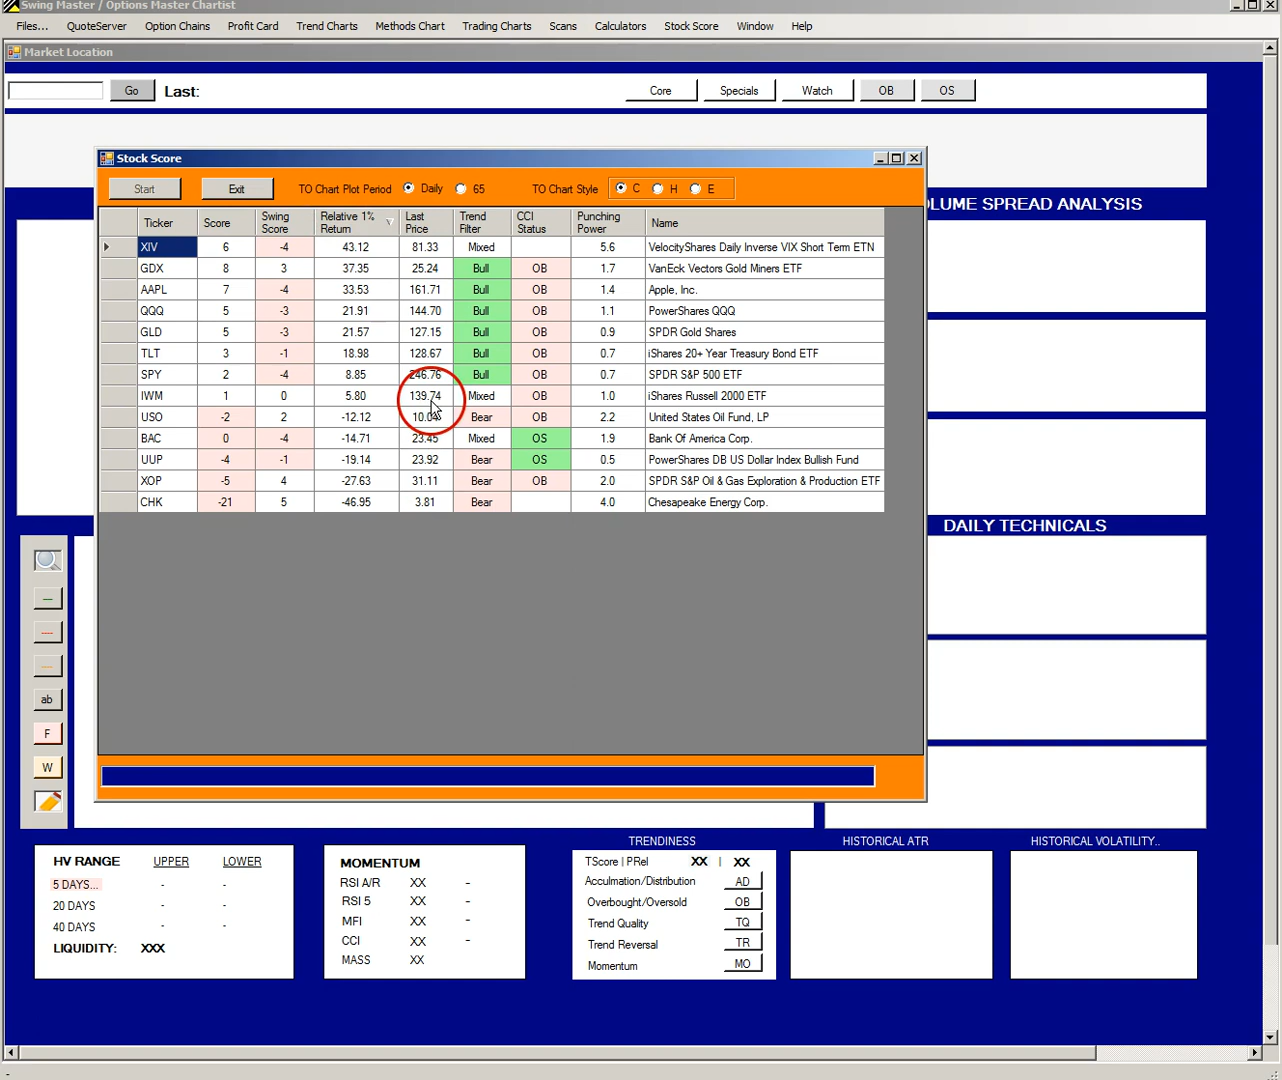 Swing Master / Options Master Chartist
Files... QuoteServer Option Chains Profit Card Trend Charts Methods Chart Trading Charts Scans Calculators Stock Score Window Help
Market Location
Go Last: Core Specials Watch OB OS
Stock Score
Start Exit TO Chart Plot Period Daily 65 TO Chart Style C H E
Ticker Score Swing Score Relative 1% Return Last Price Trend Filter CCI Status Punching Power Name
XIV 6 -4 43.12 81.33 Mixed 5.6 VelocityShares Daily Inverse VIX Short Term ETN
GDX 8 3 37.35 25.24 Bull OB 1.7 VanEck Vectors Gold Miners ETF
AAPL 7 -4 33.53 161.71 Bull OB 1.4 Apple, Inc.
QQQ 5 -3 21.91 144.70 Bull OB 1.1 PowerShares QQQ
GLD 5 -3 21.57 127.15 Bull OB 0.9 SPDR Gold Shares
TLT 3 -1 18.98 128.67 Bull OB 0.7 iShares 20+ Year Treasury Bond ETF
SPY 2 -4 8.85 246.76 Bull OB 0.7 SPDR S&P 500 ETF
IWM 1 0 5.80 139.74 Mixed OB 1.0 iShares Russell 2000 ETF
USO -2 2 -12.12 Bear OB 2.2 United States Oil Fund, LP
BAC 0 -4 -14.71 23.45 Mixed OS 1.9 Bank Of America Corp.
UUP -4 -1 -19.14 23.92 Bear OS 0.5 PowerShares DB US Dollar Index Bullish Fund
XOP -5 4 -27.63 31.11 Bear OB 2.0 SPDR S&P Oil & Gas Exploration & Production ETF
CHK -21 5 -46.95 3.81 Bear 4.0 Chesapeake Energy Corp.
OLUME SPREAD ANALYSIS
DAILY TECHNICALS
ab
F
W
HV RANGE UPPER LOWER
5 DAYS... - -
20 DAYS - -
40 DAYS - -
LIQUIDITY: XXX
MOMENTUM
RSI A/R XX -
RSI 5 XX -
MFI XX -
CCI XX -
MASS XX
TRENDINESS
TScore | PRel XX | XX
Acculmation/Distribution AD
Overbought/Oversold OB
Trend Quality TQ
Trend Reversal TR
Momentum MO
HISTORICAL ATR
HISTORICAL VOLATILITY..